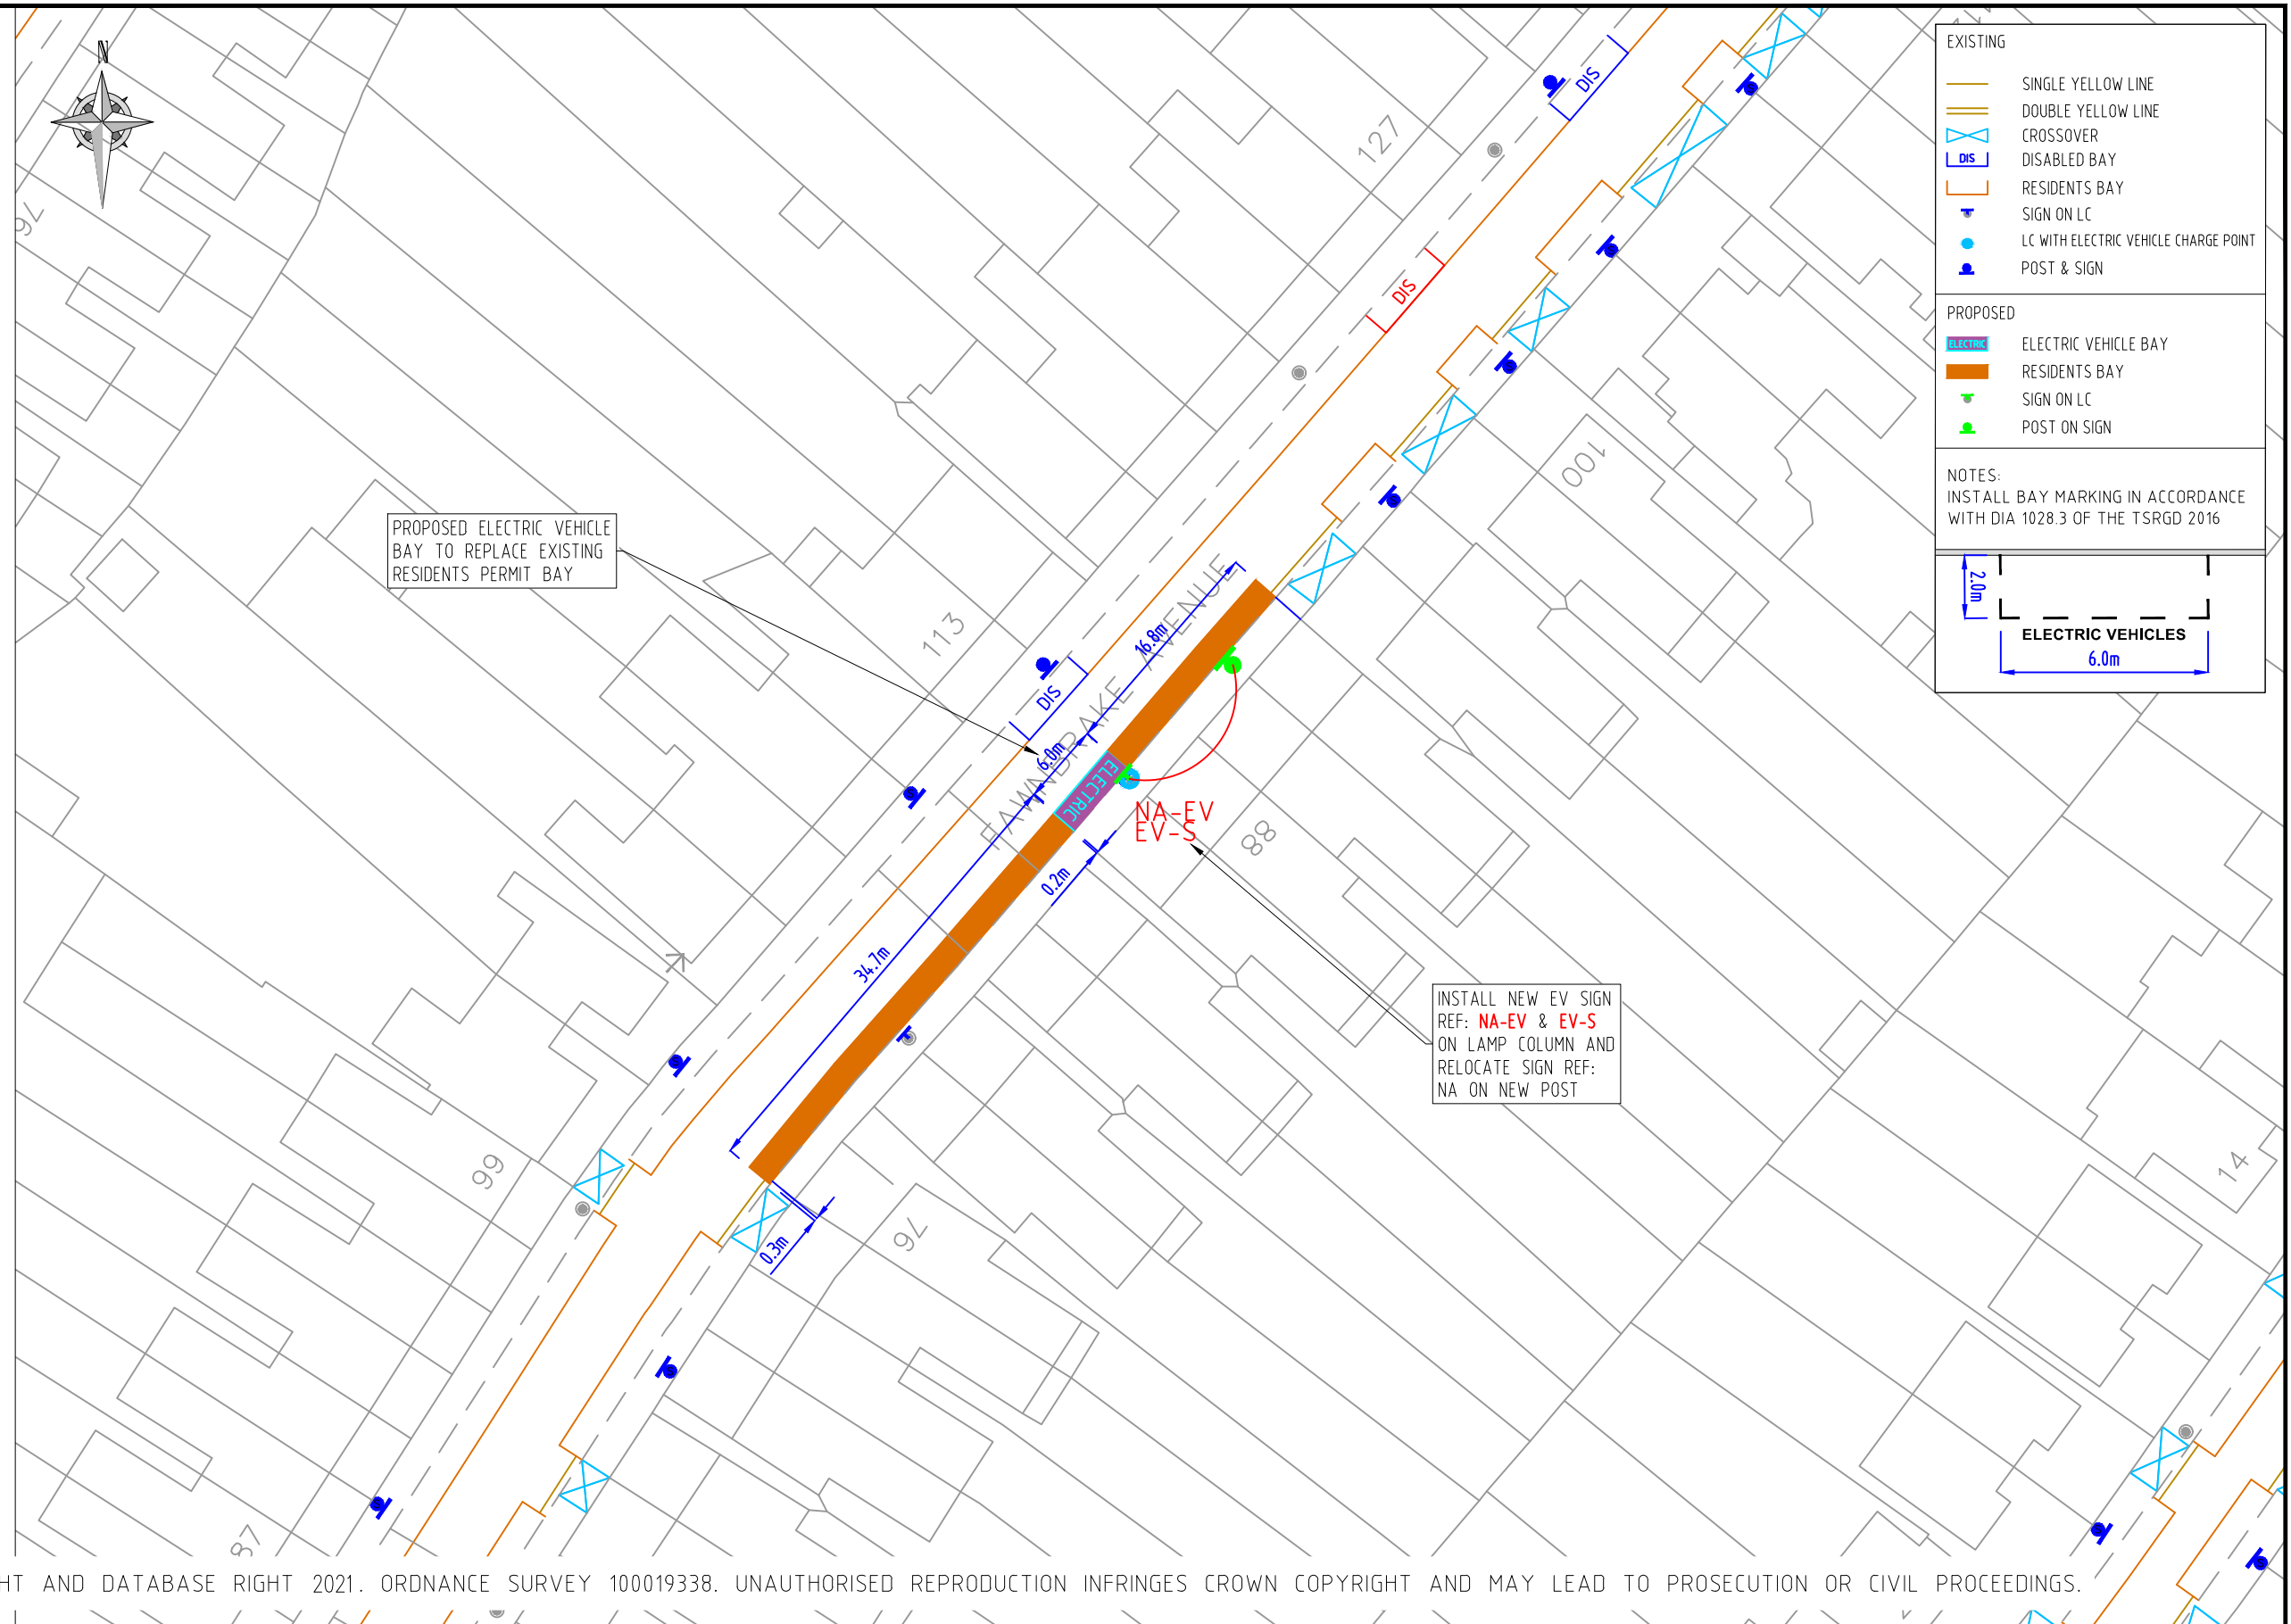 N
EXISTING
SINGLE YELLOW LINE
DOUBLE YELLOW LINE
CROSSOVER
DIS
DISABLED BAY
RESIDENTS BAY
SIGN ON LC
LC WITH ELECTRIC VEHICLE CHARGE POINT
POST & SIGN
PROPOSED
ELECTRIC
ELECTRIC VEHICLE BAY
RESIDENTS BAY
SIGN ON LC
POST ON SIGN
NOTES:
INSTALL BAY MARKING IN ACCORDANCE
WITH DIA 1028.3 OF THE TSRGD 2016
2.0m
ELECTRIC VEHICLES
6.0m
DIS
127
DIS
100
PROPOSED ELECTRIC VEHICLE
BAY TO REPLACE EXISTING
RESIDENTS PERMIT BAY
113
DIS
FAWNBRAKE AVENUE
16.8m
6.0m
ELECTRIC
NA-EV
EV-S
88
0.2m
34.7m
INSTALL NEW EV SIGN
REF: NA-EV & EV-S
ON LAMP COLUMN AND
RELOCATE SIGN REF:
NA ON NEW POST
99
76
0.3m
14
87
HT AND DATABASE RIGHT 2021. ORDNANCE SURVEY 100019338. UNAUTHORISED REPRODUCTION INFRINGES CROWN COPYRIGHT AND MAY LEAD TO PROSECUTION OR CIVIL PROCEEDINGS.